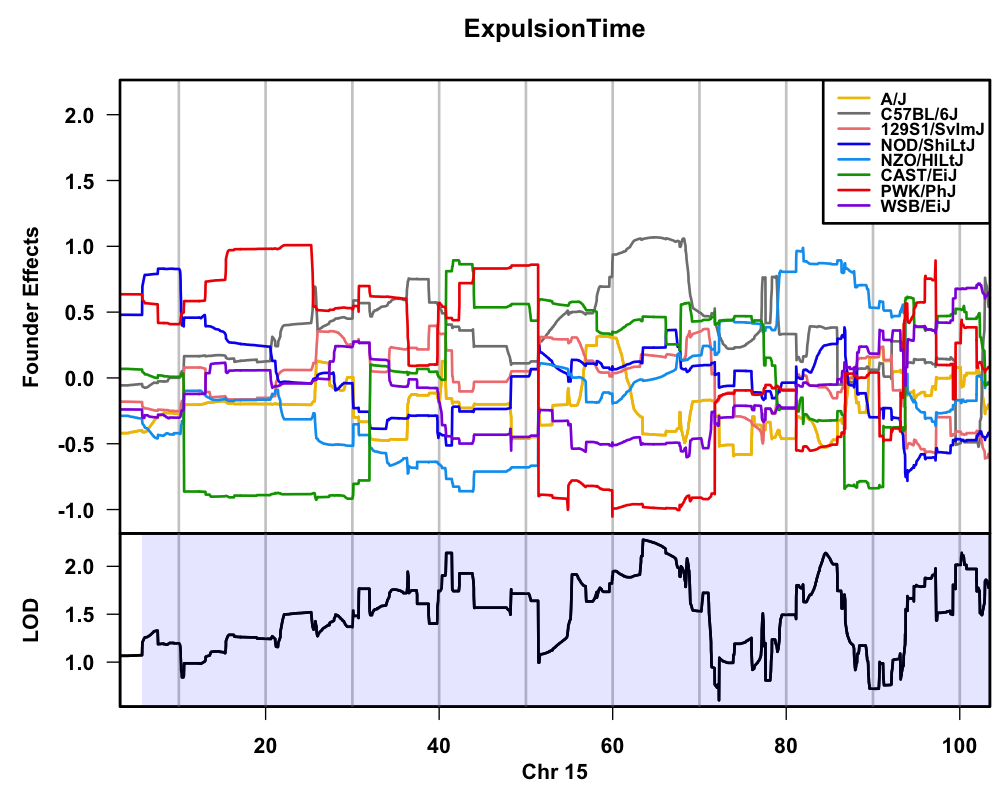 ExpulsionTime
Founder Effects
2.0
1.5
1.0
0.5
0.0
-0.5
-1.0
A/J
C57BL/6J
129S1/SvImJ
NOD/ShiLtJ
NZO/HlLtJ
CAST/EiJ
PWK/PhJ
WSB/EiJ
LOD
2.0
1.5
1.0
20 40 60 80 100
Chr 15